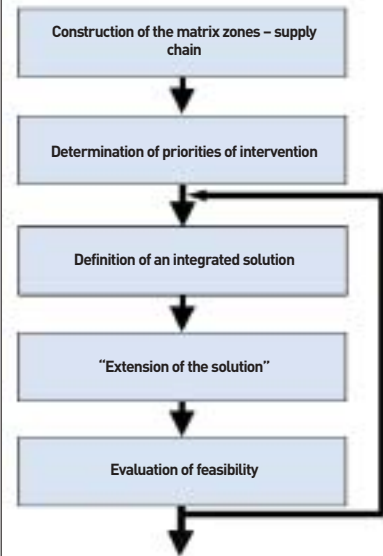 Construction of the matrix zones – supply
chain
Determination of priorities of intervention
Definition of an integrated solution
“Extension of the solution”
Evaluation of feasibility